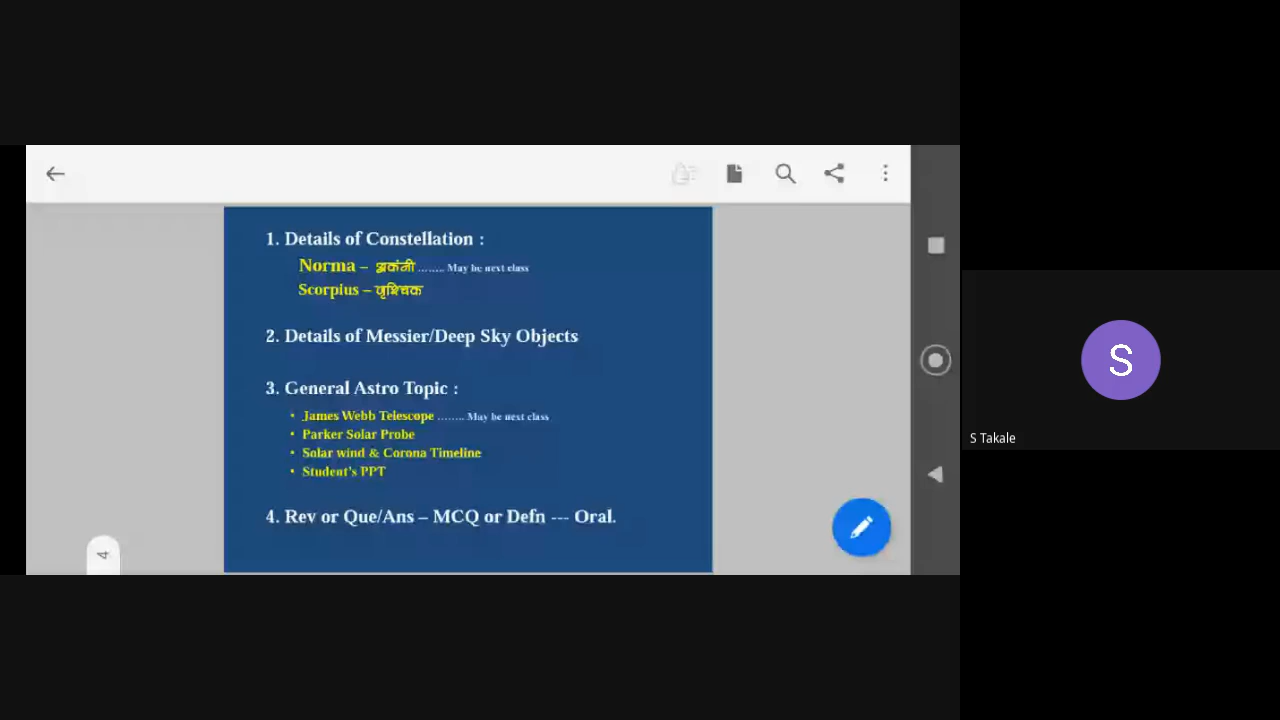 1. Details of Constellation :
Norma – अकंनी ........ May be next class
Scorpius – वृश्चिक
2. Details of Messier/Deep Sky Objects
3. General Astro Topic :
• James Webb Telescope ........ May be next class
• Parker Solar Probe
• Solar wind & Corona Timeline
• Student's PPT
4. Rev or Que/Ans – MCQ or Defn --- Oral.
4
S
S Takale